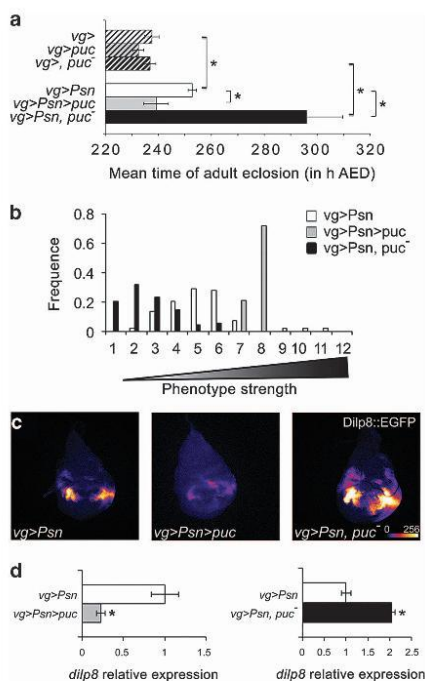 a
vg>
vg>puc
vg>, puc-
vg>Psn
vg>Psn>puc
vg>Psn, puc-
*
*
*
*
220 240 260 280 300 320
Mean time of adult eclosion (in h AED)
b
Frequence
0.8
0.6
0.4
0.2
0
vg>Psn
vg>Psn>puc
vg>Psn, puc-
1 2 3 4 5 6 7 8 9 10 11 12
Phenotype strength
c
Dilp8::EGFP
vg>Psn
vg>Psn>puc
vg>Psn, puc-
0 256
d
vg>Psn
vg>Psn>puc
*
0 0.5 1 1.5
dilp8 relative expression
vg>Psn
vg>Psn, puc-
*
0 0.5 1 1.5 2 2.5
dilp8 relative expression